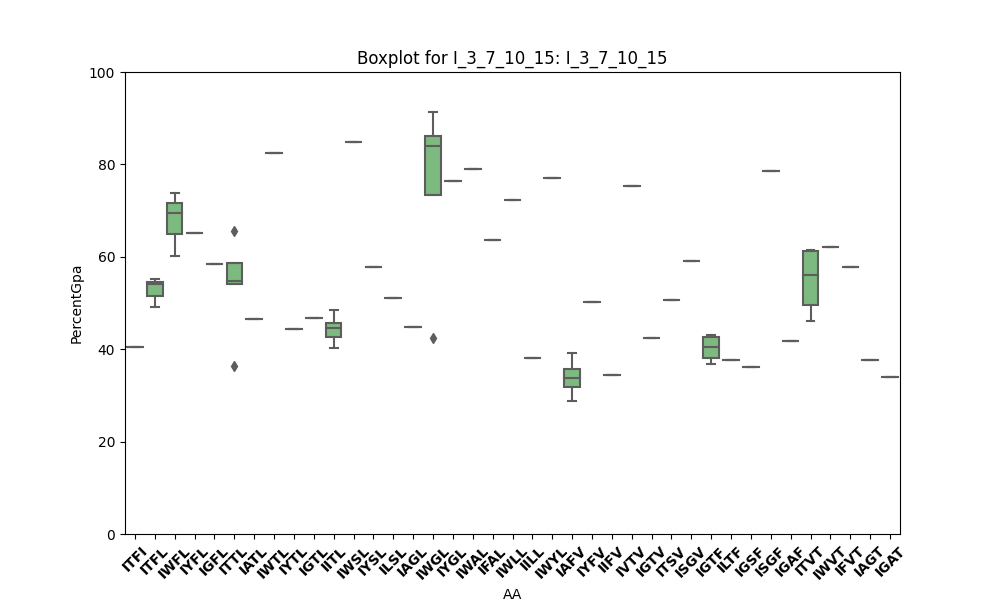 Boxplot for I_3_7_10_15: I_3_7_10_15
100
80
60
40
20
0
PercentGpa
ITFI ITFL IWFL IYFL IGFL ITTL IATL IWTL IYTL IGTL IITL IWSL IYSL ILSL IAGL IWGL IYGL IWAL IFAL IWLL IILL IWYL IAFV IYFV IIFV IVTV IGTV ITSV ISGV IGTF ILTF IGSF ISGF IGAF ITVT IWVT IFVT IAGT IGAT
AA